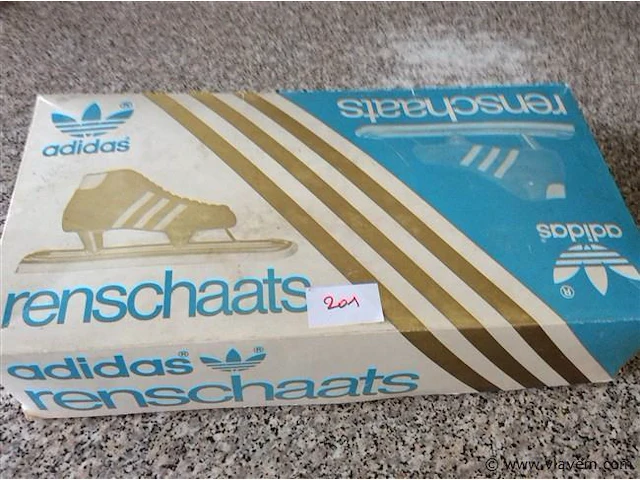 adidas®
renschaats
201
renschaats
adidas
®
adidas®
®
renschaats
© www.vlavem.com